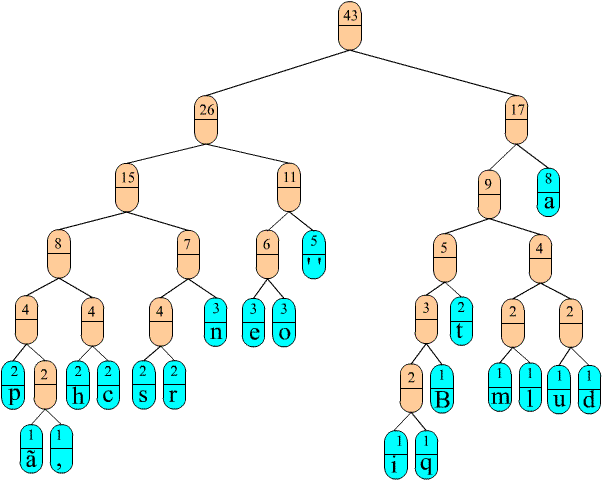 43
26 17
15 11 9 8
a
8 7 6 5 5 4
' '
4 4 4 3 3 3 3 2 2 2
n e o t
2 2 2 2 2 2 2 1 1 1 1 1
p h c s r B m l u d
1 1 1 1
ã , i q